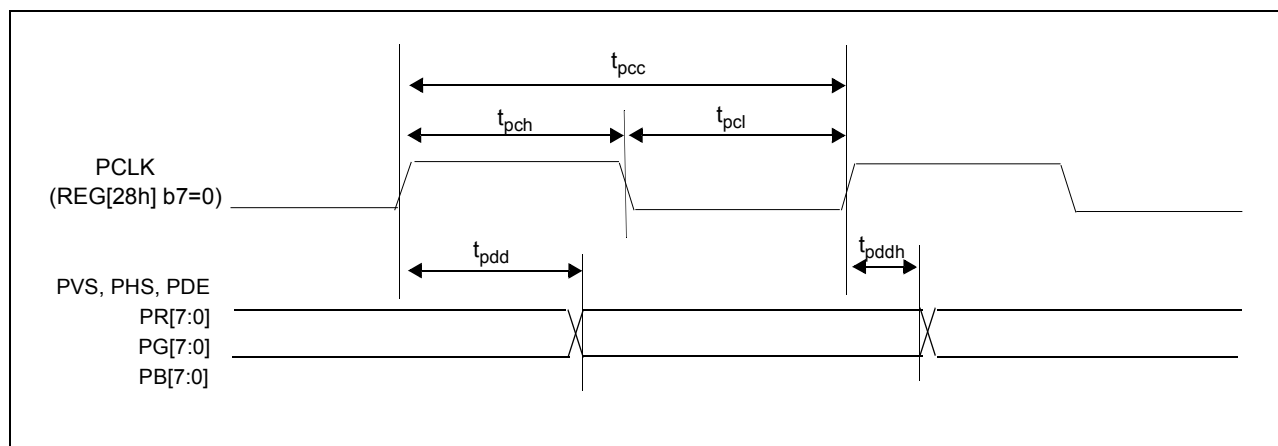 tpcc
tpch
tpcl
PCLK
(REG[28h] b7=0)
tpdd
tpddh
PVS, PHS, PDE
PR[7:0]
PG[7:0]
PB[7:0]